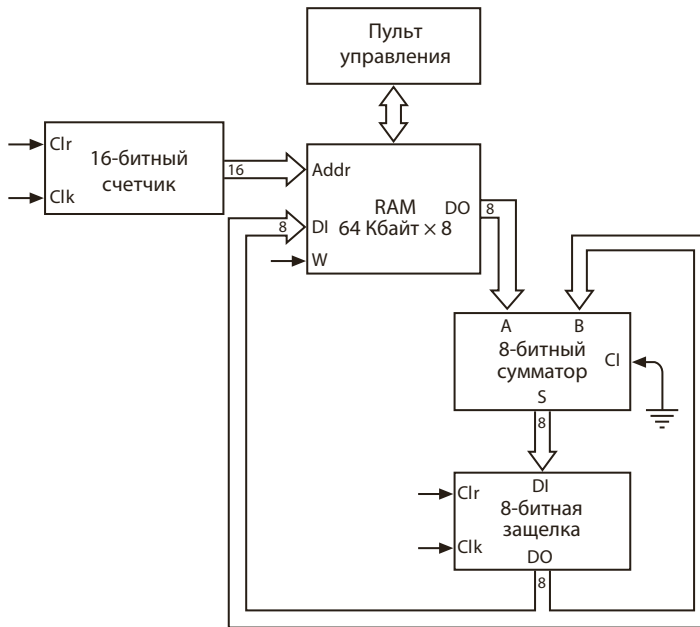 Пульт
управления
Clr
16-битный
счетчик
Clk
16
Addr
RAM
64 Кбайт × 8
DO
8
8
DI
W
A
B
8-битный
сумматор
CI
S
8
Clr
DI
8-битная
защелка
Clk
DO
8